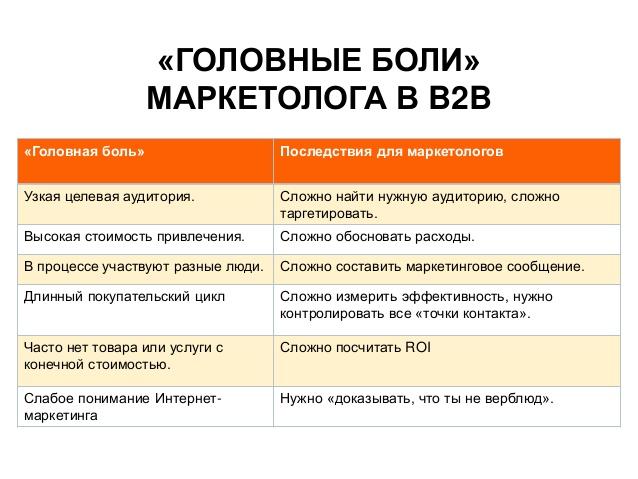 «ГОЛОВНЫЕ БОЛИ»
МАРКЕТОЛОГА В B2B
«Головная боль»
Последствия для маркетологов
Узкая целевая аудитория.
Сложно найти нужную аудиторию, сложно
таргетировать.
Высокая стоимость привлечения.
Сложно обосновать расходы.
В процессе участвуют разные люди.
Сложно составить маркетинговое сообщение.
Длинный покупательский цикл
Сложно измерить эффективность, нужно
контролировать все «точки контакта».
Часто нет товара или услуги с
конечной стоимостью.
Сложно посчитать ROI
Слабое понимание Интернет-
маркетинга
Нужно «доказывать, что ты не верблюд».